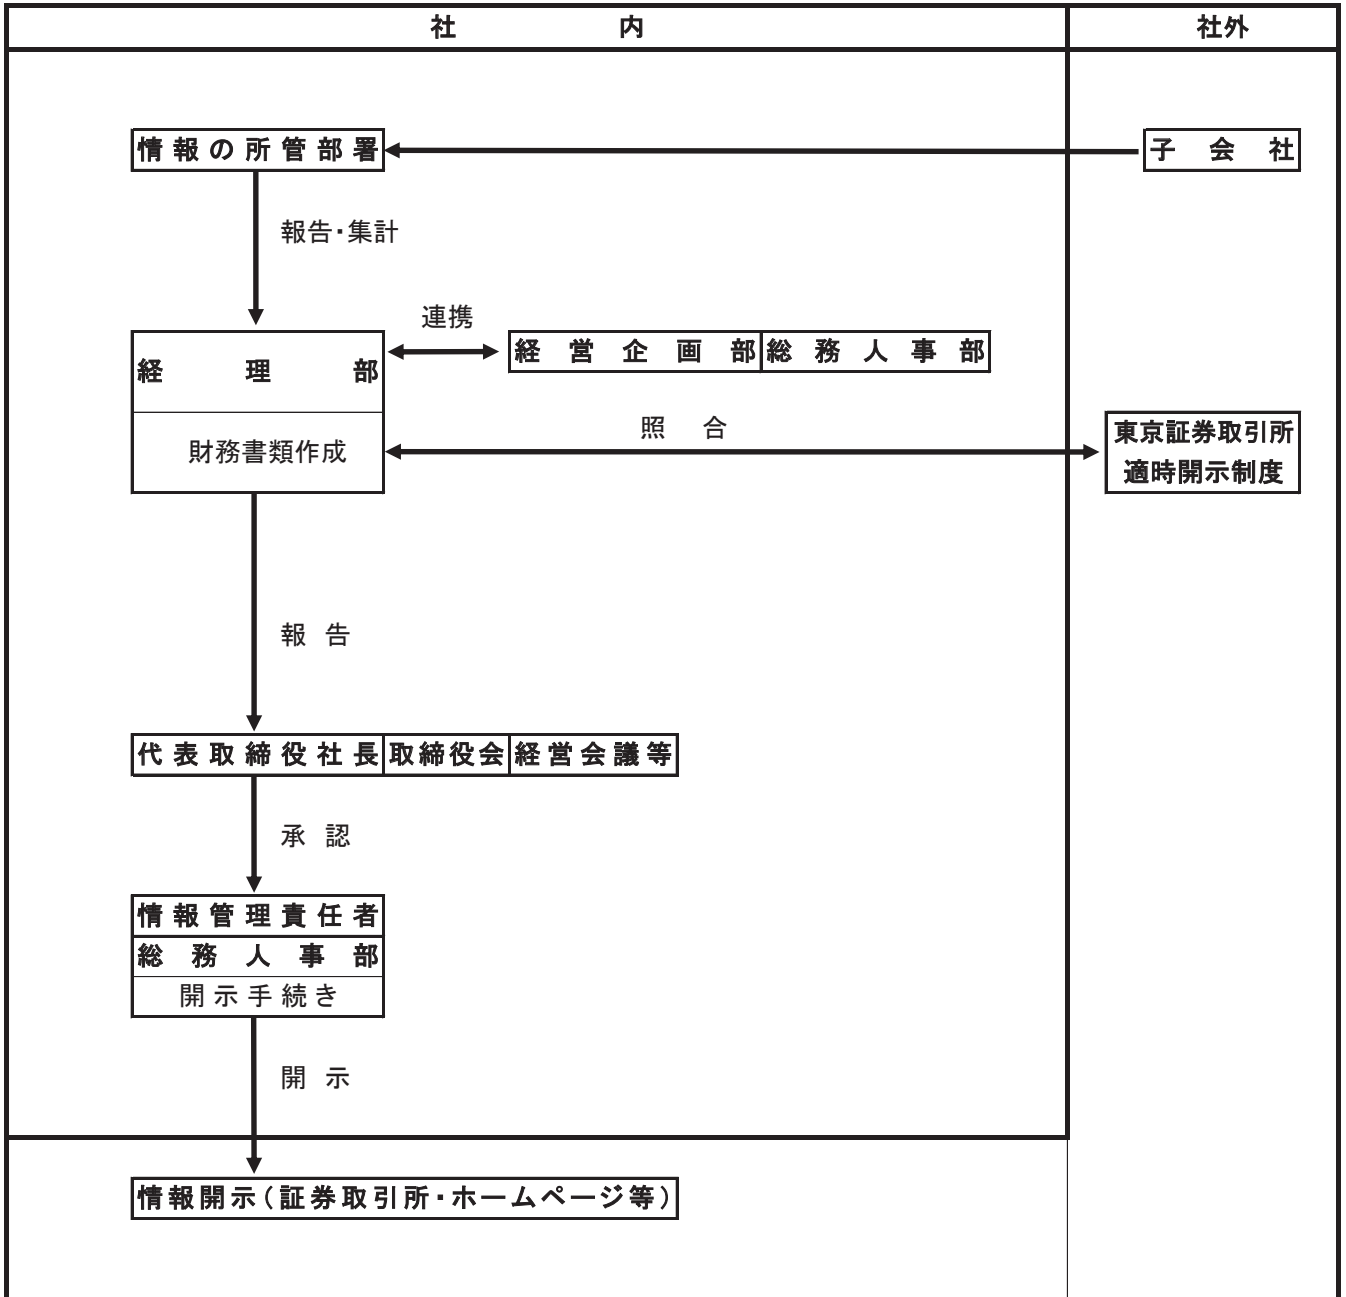 社内
社外
情報の所管部署
子会社
報告・集計
連携
経理部
経営企画部
総務人事部
財務書類作成
照合
東京証券取引所
適時開示制度
報告
代表取締役社長
取締役会
経営会議等
承認
情報管理責任者
総務人事部
開示手続き
開示
情報開示（証券取引所・ホームページ等）